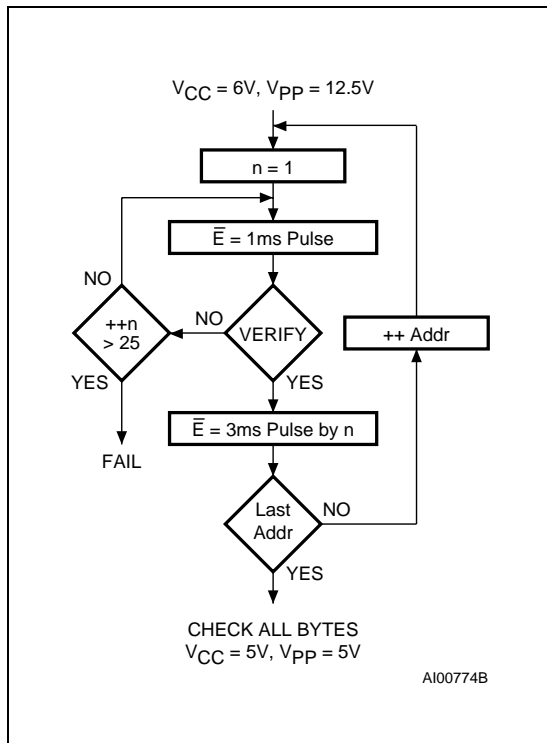 VCC = 6V, VPP = 12.5V
n = 1
E̅ = 1ms Pulse
NO
++n
> 25
NO
VERIFY
++ Addr
YES
YES
E̅ = 3ms Pulse by n
FAIL
Last
Addr
NO
YES
CHECK ALL BYTES
VCC = 5V, VPP = 5V
AI00774B